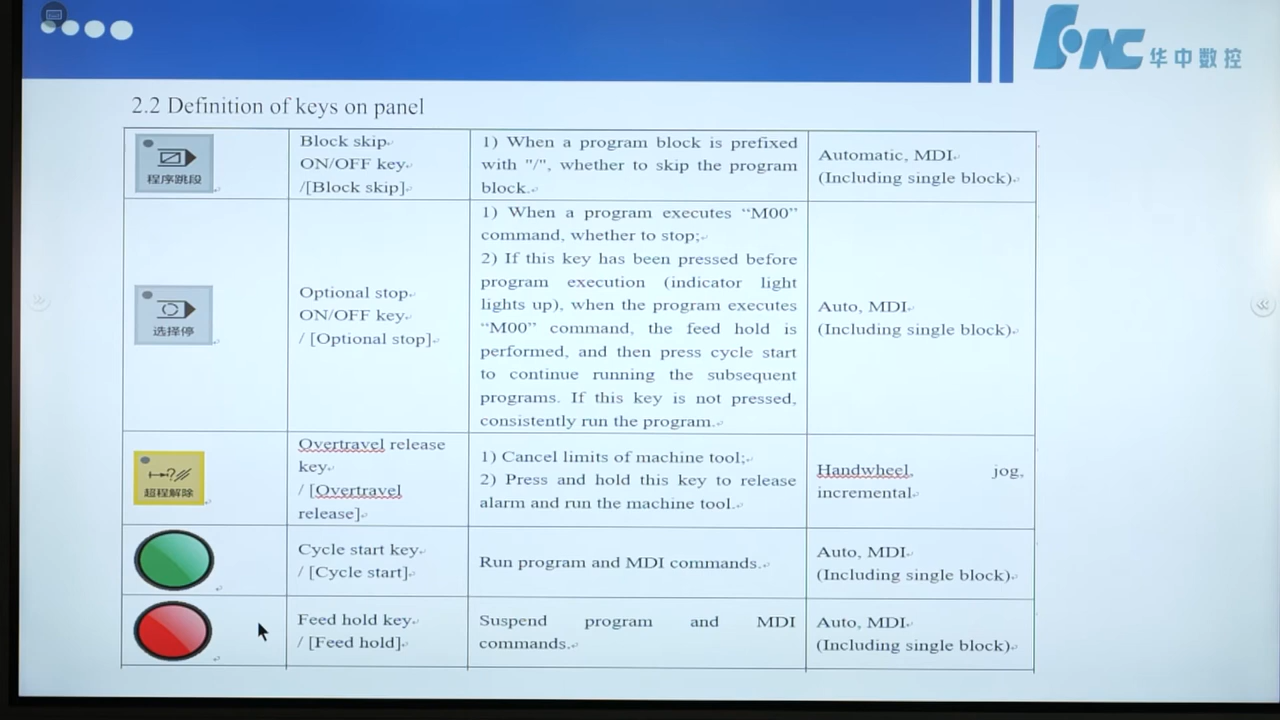 HNC 华中数控
2.2 Definition of keys on panel
程序跳段
Block skip
ON/OFF key
/[Block skip]
1) When a program block is prefixed
with "/", whether to skip the program
block.
Automatic, MDI
(Including single block)
选择停
Optional stop
ON/OFF key
/ [Optional stop]
1) When a program executes “M00”
command, whether to stop;
2) If this key has been pressed before
program execution (indicator light
lights up), when the program executes
“M00” command, the feed hold is
performed, and then press cycle start
to continue running the subsequent
programs. If this key is not pressed,
consistently run the program.
Auto, MDI
(Including single block)
超程解除
Overtravel release
key
/ [Overtravel
release]
1) Cancel limits of machine tool;
2) Press and hold this key to release
alarm and run the machine tool.
Handwheel, jog,
incremental
Cycle start key
/ [Cycle start]
Run program and MDI commands.
Auto, MDI
(Including single block)
Feed hold key
/ [Feed hold]
Suspend program and MDI
commands.
Auto, MDI
(Including single block)